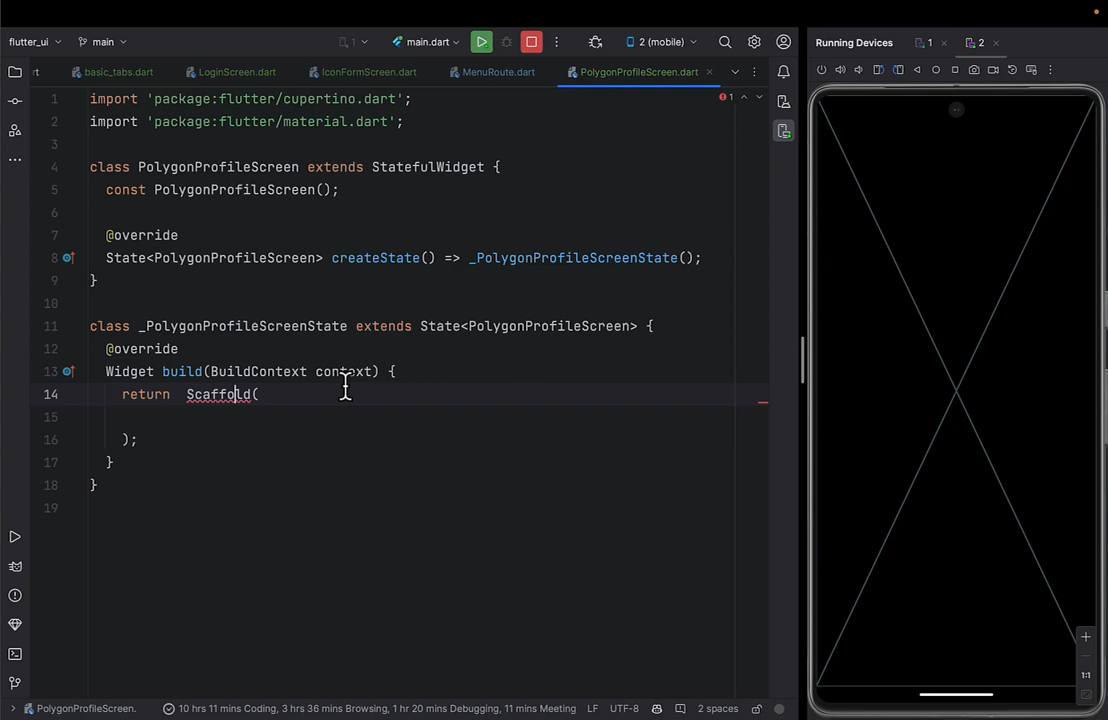 flutter_ui
main
1
main.dart
2 (mobile)
Running Devices
1
2
rt
basic_tabs.dart
LoginScreen.dart
IconFormScreen.dart
MenuRoute.dart
PolygonProfileScreen.dart
1
1 import 'package:flutter/cupertino.dart';
2 import 'package:flutter/material.dart';
3
4 class PolygonProfileScreen extends StatefulWidget {
5 const PolygonProfileScreen();
6
7 @override
8 State<PolygonProfileScreen> createState() => _PolygonProfileScreenState();
9 }
10
11 class _PolygonProfileScreenState extends State<PolygonProfileScreen> {
12 @override
13 Widget build(BuildContext context) {
14 return  Scaffold(
15
16 );
17 }
18 }
19
1:1
PolygonProfileScreen.
10 hrs 11 mins Coding, 3 hrs 36 mins Browsing, 1 hr 20 mins Debugging, 11 mins Meeting
LF
UTF-8
2 spaces